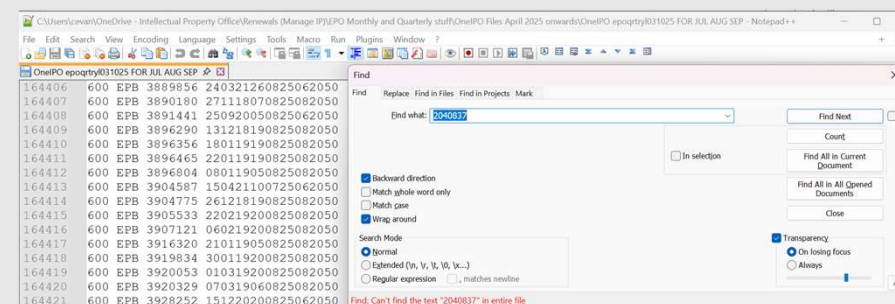 C:\Users\cevan\OneDrive - Intellectual Property Office\Renewals (Manage IP)\EPO Monthly and Quarterly stuff\OneIPO Files April 2025 onwards\OneIPO epoqrtryl031025 FOR JUL AUG SEP - Notepad++
File Edit Search View Encoding Language Settings Tools Macro Run Plugins Window ?
OneIPO epoqrtryl031025 FOR JUL AUG SEP
164406 600 EPB 3889856 240321260825062050
164407 600 EPB 3890180 271118070825082050
164408 600 EPB 3891441 250920050825062050
164409 600 EPB 3896290 131218190825082050
164410 600 EPB 3896356 180119190825082050
164411 600 EPB 3896465 220119190825082050
164412 600 EPB 3896804 080119050825082050
164413 600 EPB 3904587 150421100725062050
164414 600 EPB 3904775 261218190825082050
164415 600 EPB 3905533 220219200825082050
164416 600 EPB 3907121 060219200825082050
164417 600 EPB 3916320 210119050825082050
164418 600 EPB 3919834 300119200825082050
164419 600 EPB 3920053 010319200825082050
164420 600 EPB 3920329 070319060825082050
164421 600 EPB 3928252 151220200825062050
Find
Find Replace Find in Files Find in Projects Mark
Find what: 2040837
Find Next
Count
In selection
Find All in Current Document
Backward direction
Match whole word only
Find All in All Opened Documents
Match case
Wrap around
Close
Search Mode
Transparency
Normal
On losing focus
Extended (\n, \r, \t, \0, \x...)
Always
Regular expression
. matches newline
Find: Can't find the text "2040837" in entire file